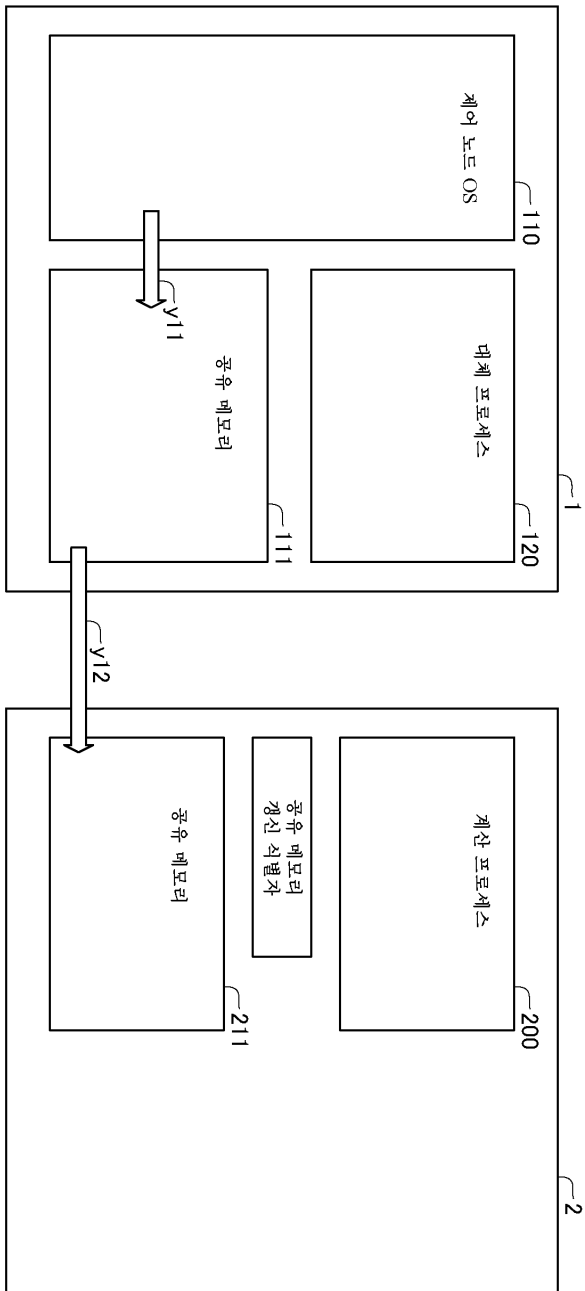 1
제어 노드 OS
110
대체 프로세스
120
y11
공유 메모리
111
y12
2
계산 프로세스
200
공유 메모리
갱신 식별자
공유 메모리
211